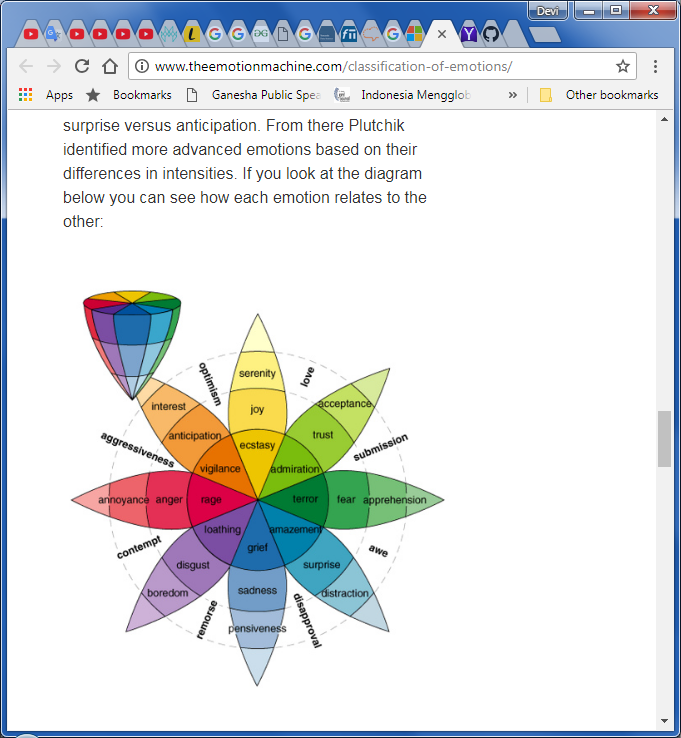 Devi
www.theemotionmachine.com/classification-of-emotions/
Apps Bookmarks Ganesha Public Spea Indonesia Mengglob » Other bookmarks
surprise versus anticipation. From there Plutchik
identified more advanced emotions based on their
differences in intensities. If you look at the diagram
below you can see how each emotion relates to the
other:
optimism
love
serenity
joy
ecstasy
interest
anticipation
vigilance
acceptance
trust
admiration
aggressiveness
submission
annoyance anger rage
terror fear apprehension
contempt
awe
loathing
disgust
boredom
grief
sadness
pensiveness
amazement
surprise
distraction
remorse
disapproval